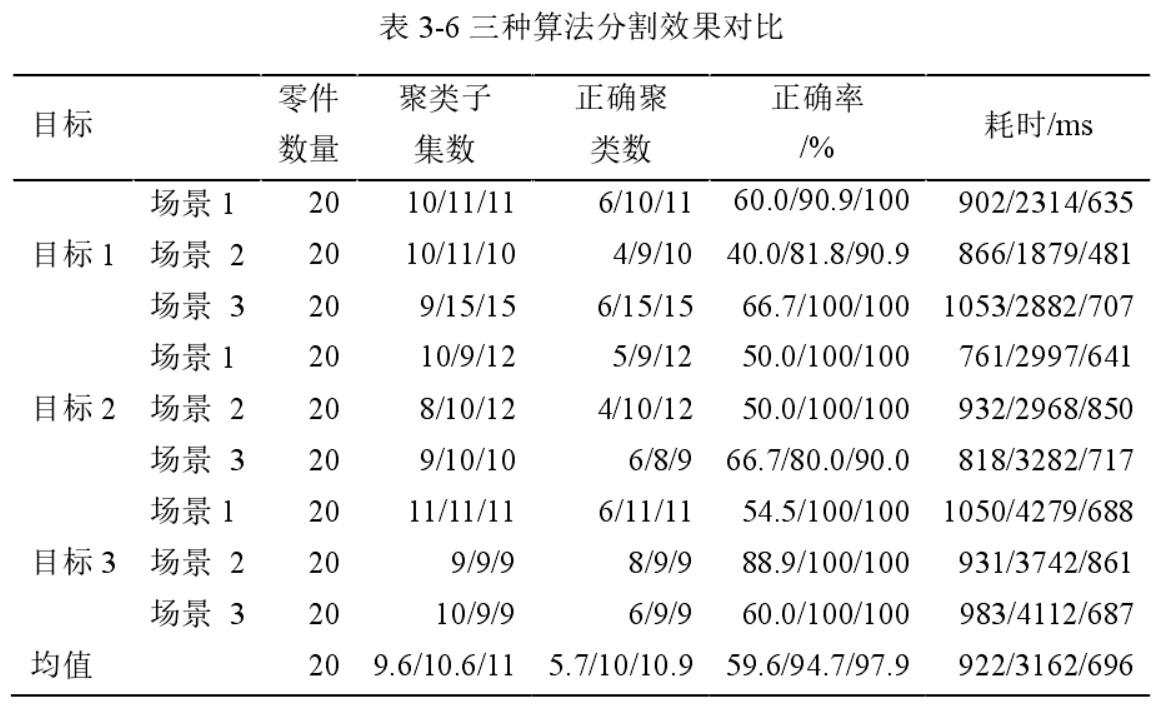 表 3-6 三种算法分割效果对比
目标 零件数量 聚类子集数 正确聚类数 正确率/% 耗时/ms
目标 1 场景 1 20 10/11/11 6/10/11 60.0/90.9/100 902/2314/635
场景 2 20 10/11/10 4/9/10 40.0/81.8/90.9 866/1879/481
场景 3 20 9/15/15 6/15/15 66.7/100/100 1053/2882/707
目标 2 场景 1 20 10/9/12 5/9/12 50.0/100/100 761/2997/641
场景 2 20 8/10/12 4/10/12 50.0/100/100 932/2968/850
场景 3 20 9/10/10 6/8/9 66.7/80.0/90.0 818/3282/717
目标 3 场景 1 20 11/11/11 6/11/11 54.5/100/100 1050/4279/688
场景 2 20 9/9/9 8/9/9 88.9/100/100 931/3742/861
场景 3 20 10/9/9 6/9/9 60.0/100/100 983/4112/687
均值 20 9.6/10.6/11 5.7/10/10.9 59.6/94.7/97.9 922/3162/696